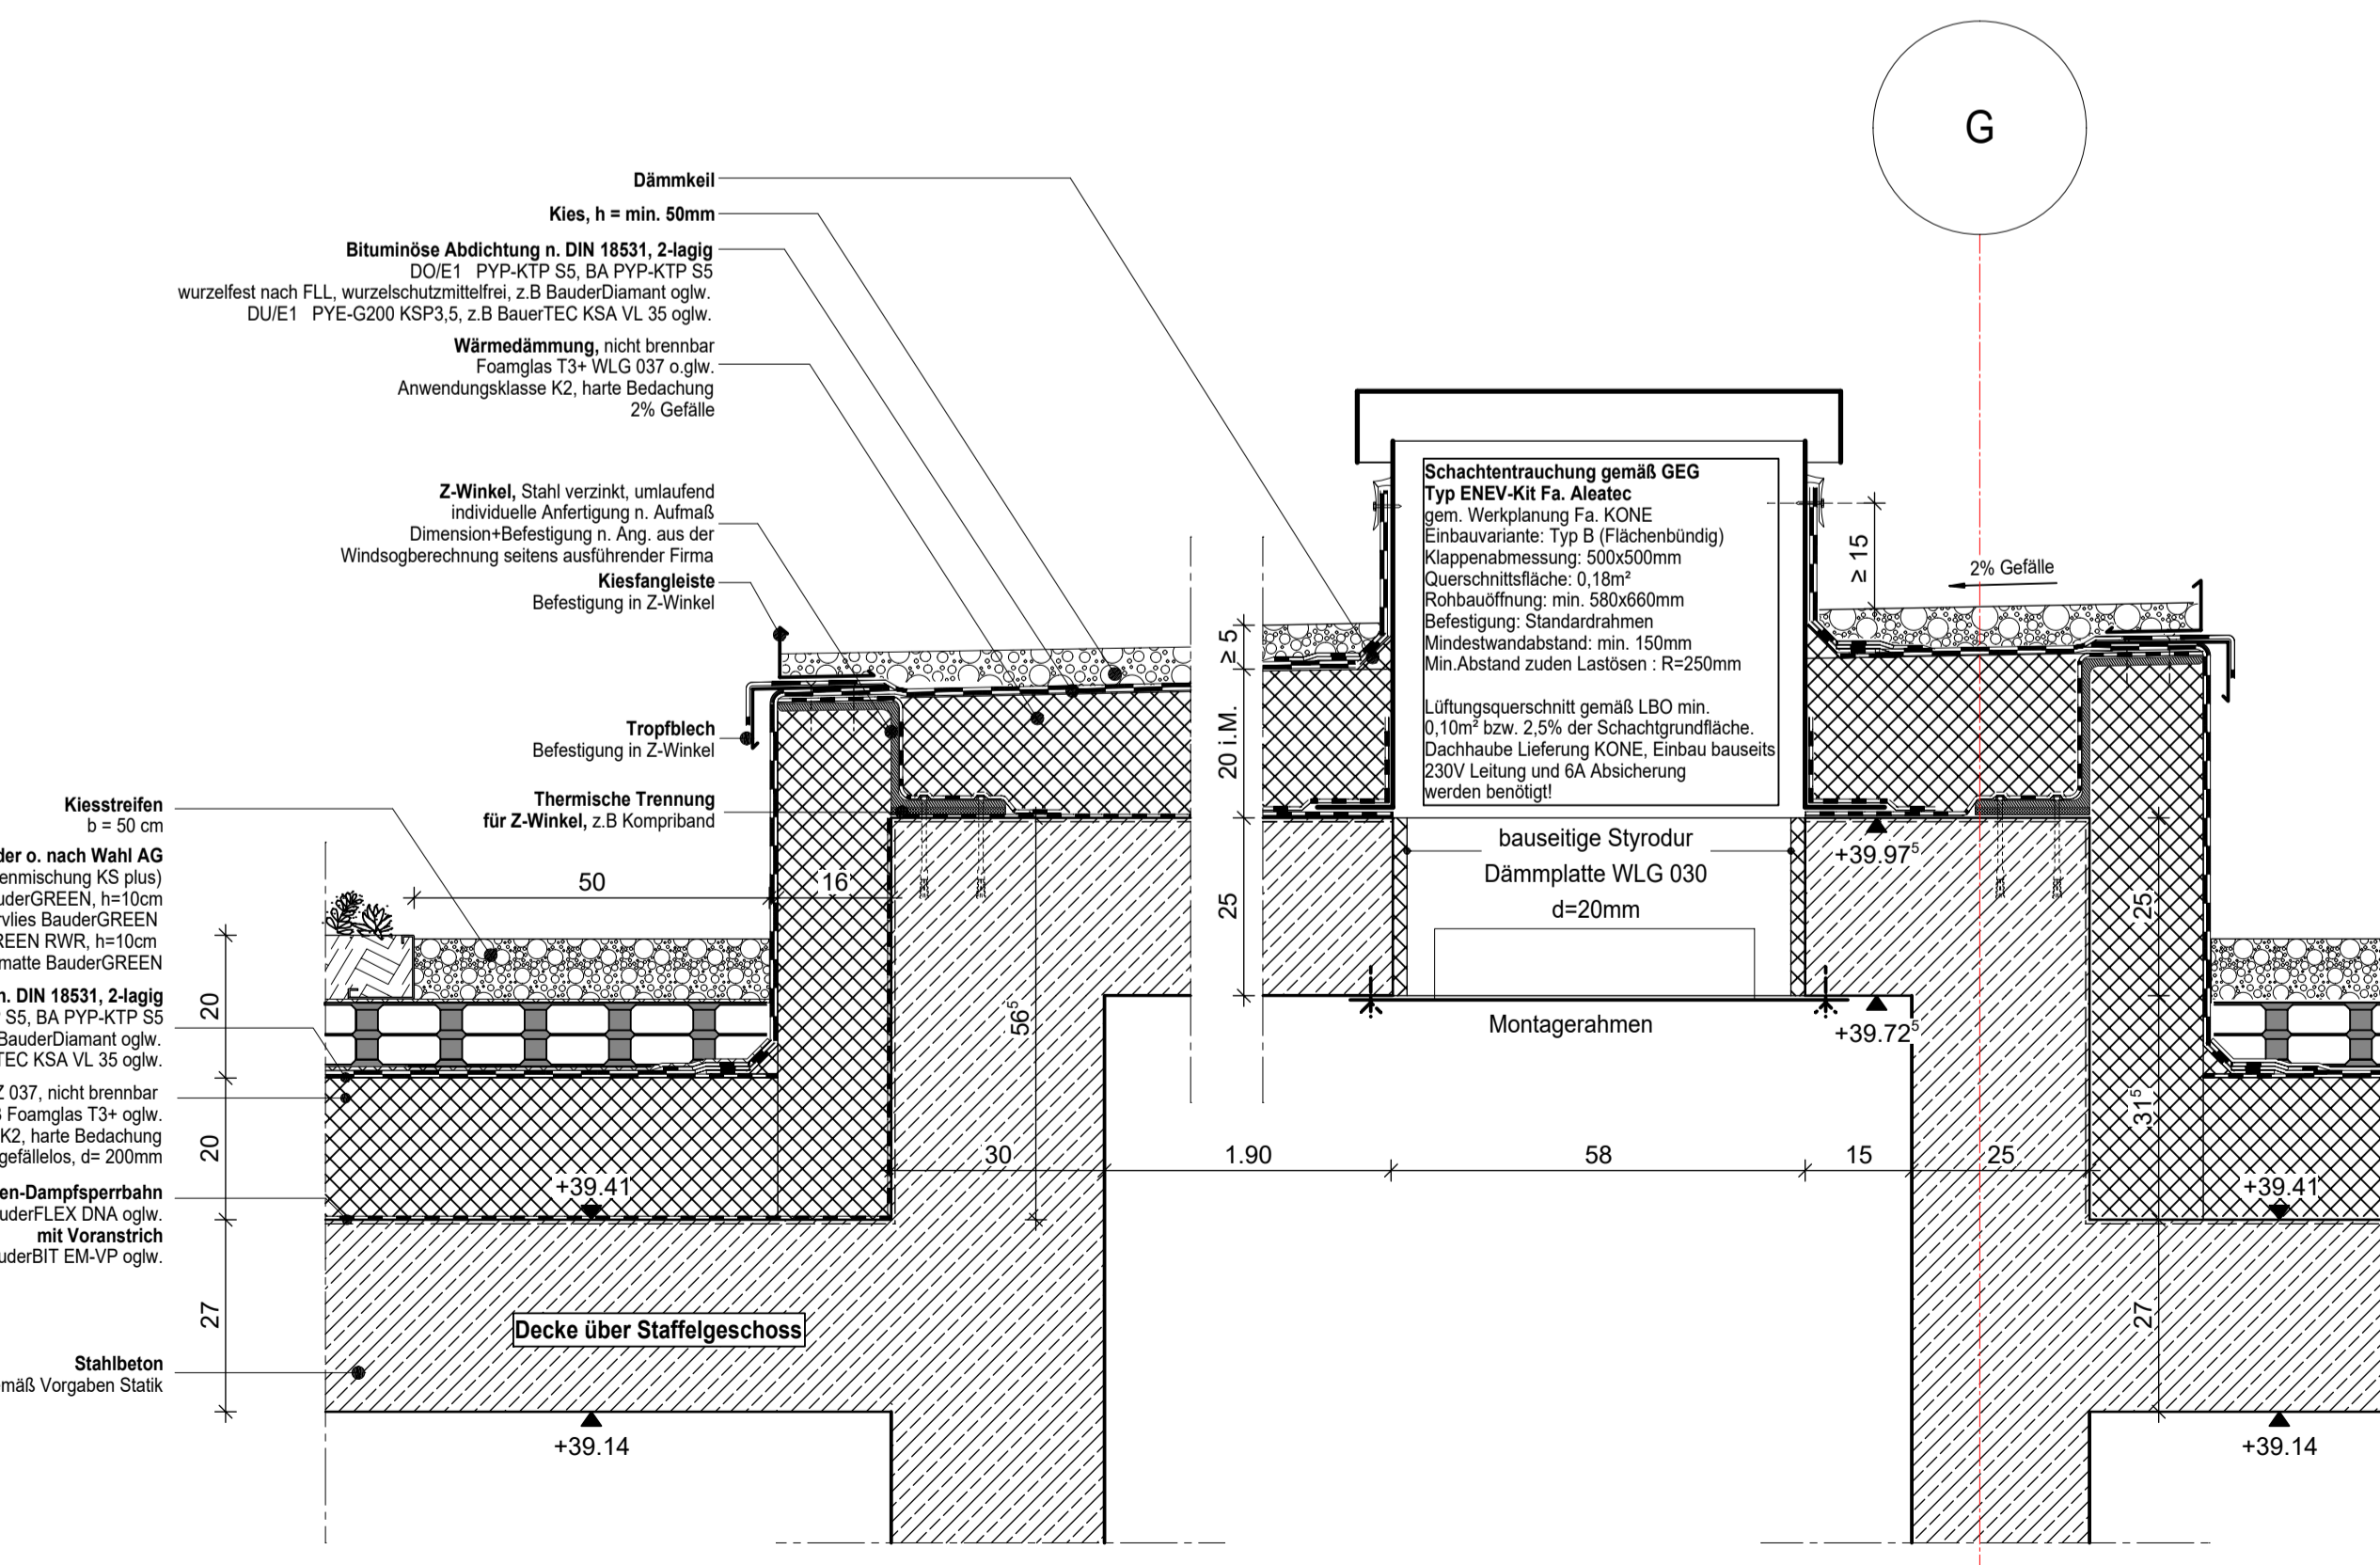 G
Dämmkeil
Kies, h = min. 50mm
Bituminöse Abdichtung n. DIN 18531, 2-lagig
DO/E1 PYP-KTP S5, BA PYP-KTP S5
wurzelfest nach FLL, wurzelschutzmittelfrei, z.B BauderDiamant oglw.
DU/E1 PYE-G200 KSP3,5, z.B BauerTEC KSA VL 35 oglw.
Wärmedämmung, nicht brennbar
Foamglas T3+ WLG 037 o.glw.
Anwendungsklasse K2, harte Bedachung
2% Gefälle
Z-Winkel, Stahl verzinkt, umlaufend
individuelle Anfertigung n. Aufmaß
Dimension+Befestigung n. Ang. aus der
Windsogberechnung seitens ausführender Firma
Kiesfangleiste
Befestigung in Z-Winkel
Tropfblech
Befestigung in Z-Winkel
Thermische Trennung
für Z-Winkel, z.B Kompriband
Schachtentrauchung gemäß GEG
Typ ENEV-Kit Fa. Aleatec
gem. Werkplanung Fa. KONE
Einbauvariante: Typ B (Flächenbündig)
Klappenabmessung: 500x500mm
Querschnittsfläche: 0,18m²
Rohbauöffnung: min. 580x660mm
Befestigung: Standardrahmen
Mindestwandabstand: min. 150mm
Min.Abstand zuden Lastösen : R=250mm
Lüftungsquerschnitt gemäß LBO min.
0,10m² bzw. 2,5% der Schachtgrundfläche.
Dachhaube Lieferung KONE, Einbau bauseits
230V Leitung und 6A Absicherung
werden benötigt!
≥ 15
2% Gefälle
≥ 5
20 i.M.
25
bauseitige Styrodur
Dämmplatte WLG 030
d=20mm
Montagerahmen
+39.97⁵
+39.72⁵
Kiesstreifen
b = 50 cm
der o. nach Wahl AG
enmischung KS plus)
uderGREEN, h=10cm
rvlies BauderGREEN
REEN RWR, h=10cm
matte BauderGREEN
n. DIN 18531, 2-lagig
S5, BA PYP-KTP S5
BauderDiamant oglw.
TEC KSA VL 35 oglw.
Z 037, nicht brennbar
Foamglas T3+ oglw.
K2, harte Bedachung
gefällelos, d= 200mm
en-Dampfsperrbahn
uderFLEX DNA oglw.
mit Voranstrich
uderBIT EM-VP oglw.
Stahlbeton
emäß Vorgaben Statik
50
16
20
20
27
56⁵
+39.41
30
1.90
58
15
25
25
31⁵
27
+39.41
Decke über Staffelgeschoss
+39.14
+39.14